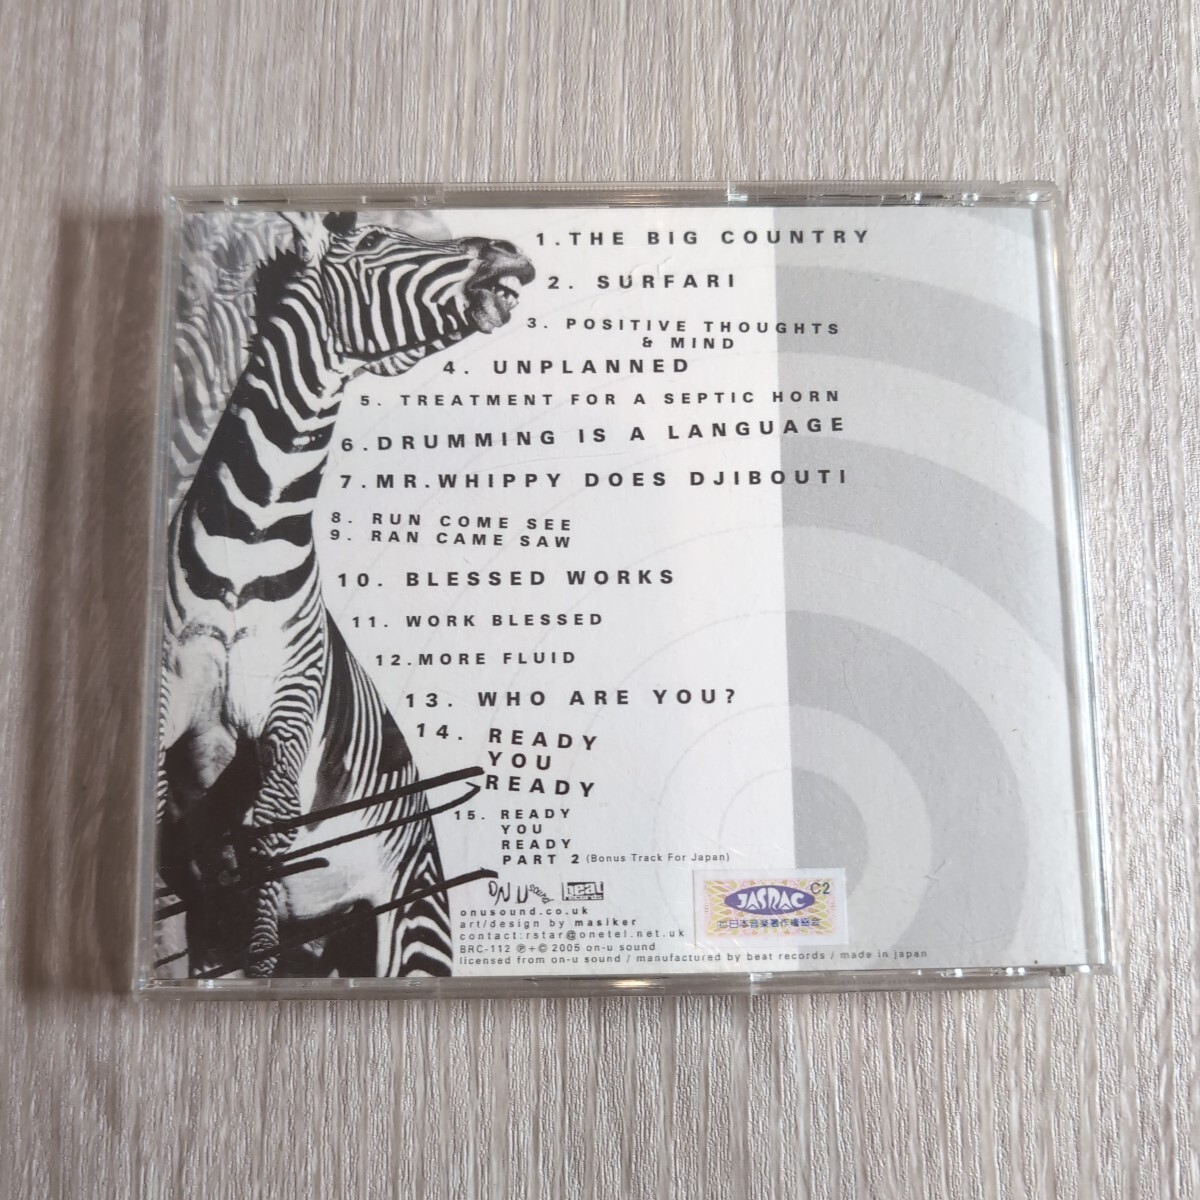 1.THE BIG COUNTRY
2. SURFARI
3. POSITIVE THOUGHTS
& MIND
4. UNPLANNED
5. TREATMENT FOR A SEPTIC HORN
6.DRUMMING IS A LANGUAGE
7.MR.WHIPPY DOES DJIBOUTI
8. RUN COME SEE
9. RAN CAME SAW
10. BLESSED WORKS
11. WORK BLESSED
12.MORE FLUID
13. WHO ARE YOU?
14. READY
YOU
READY
15. READY
YOU
READY
PART 2 (Bonus Track For Japan)
ON U sound
beat records
JASRAC C2
日本音楽著作権協会
onusound.co.uk
art/design by masiker
contact:rstar@onetel.net.uk
BRC-112 ℗+© 2005 on-u sound
licensed from on-u sound / manufactured by beat records / made in japan